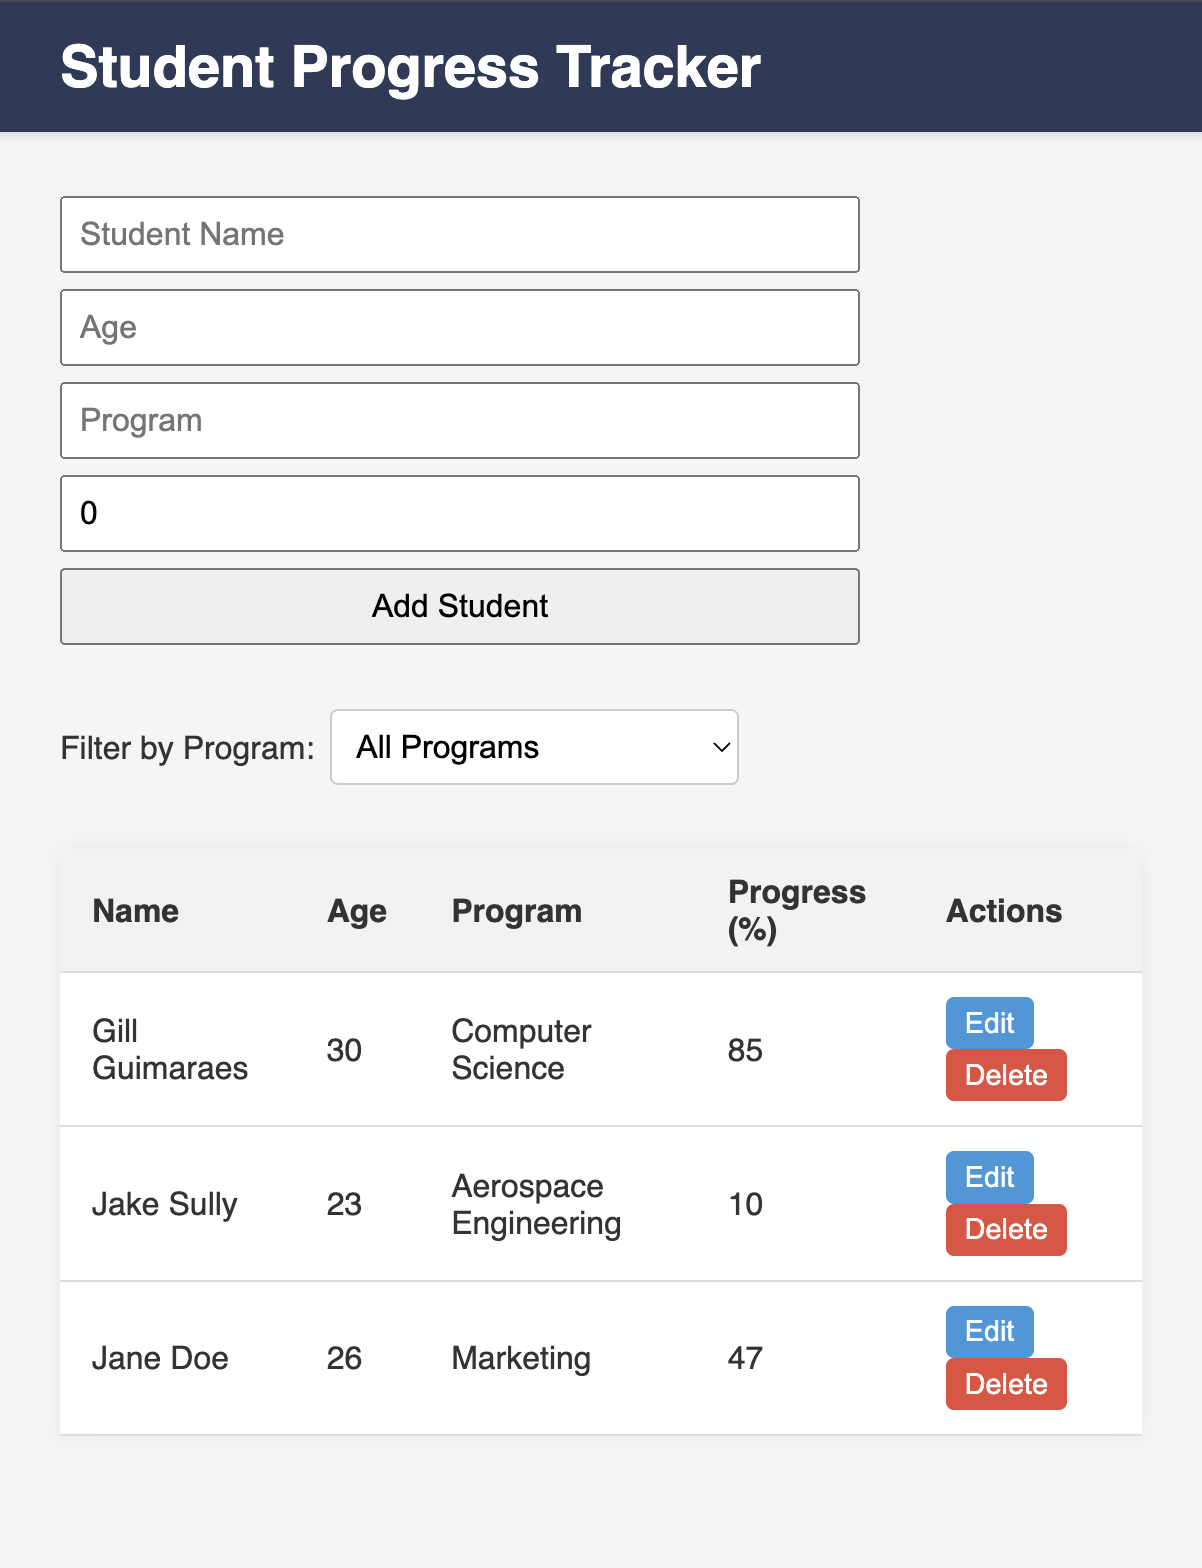 Student Progress Tracker
Student Name
Age
Program
0
Add Student
Filter by Program: All Programs
Name Age Program Progress (%) Actions
Gill Guimaraes 30 Computer Science 85 Edit Delete
Jake Sully 23 Aerospace Engineering 10 Edit Delete
Jane Doe 26 Marketing 47 Edit Delete